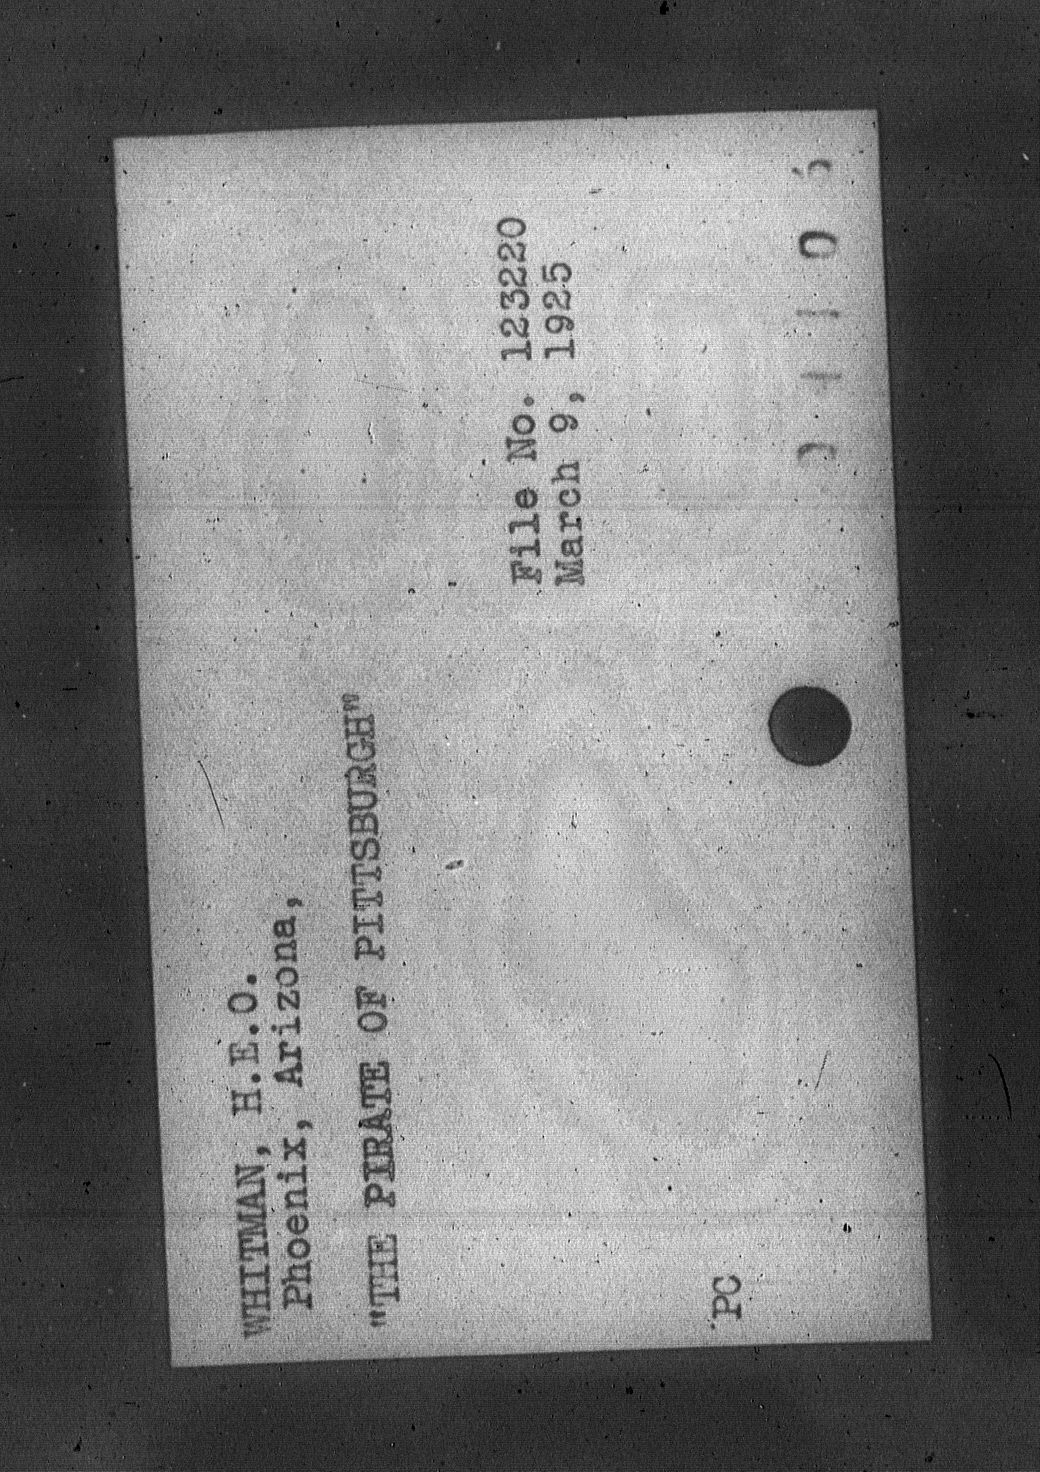 WHITMAN, H.E.O.
Phoenix, Arizona,
"THE PIRATE OF PITTSBURGH"
File No. 123220
March 9, 1925
PC